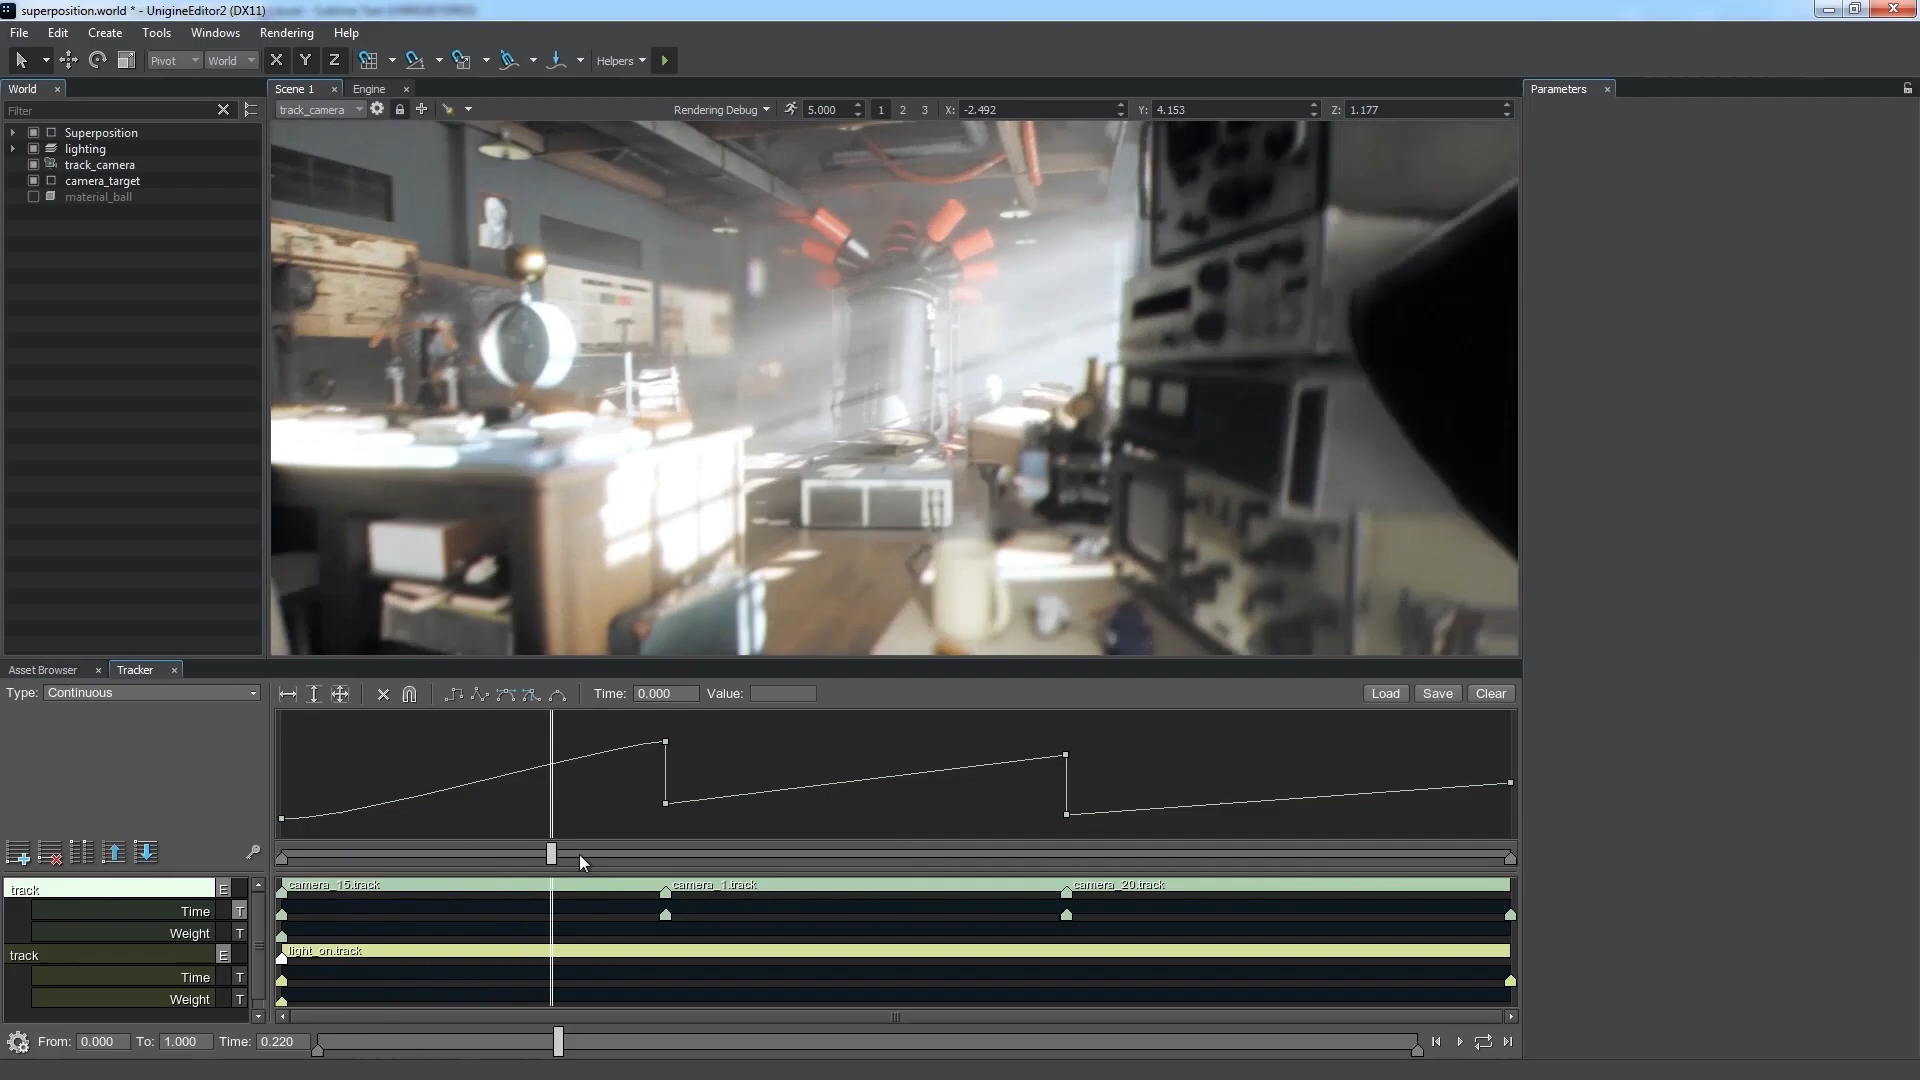 superposition.world * - UnigineEditor2 (DX11)
File Edit Create Tools Windows Rendering Help
Pivot World X Y Z Helpers
World
Scene 1 Engine
Parameters
Filter
track_camera
Rendering Debug 5.000 1 2 3 X: -2.492 Y: 4.153 Z: 1.177
Superposition
lighting
track_camera
camera_target
material_ball
Asset Browser Tracker
Type: Continuous
Time: 0.000 Value:
Load Save Clear
track E
camera_15.track camera_1.track camera_20.track
Time T
Weight T
track E
light_on.track
Time T
Weight T
From: 0.000 To: 1.000 Time: 0.220